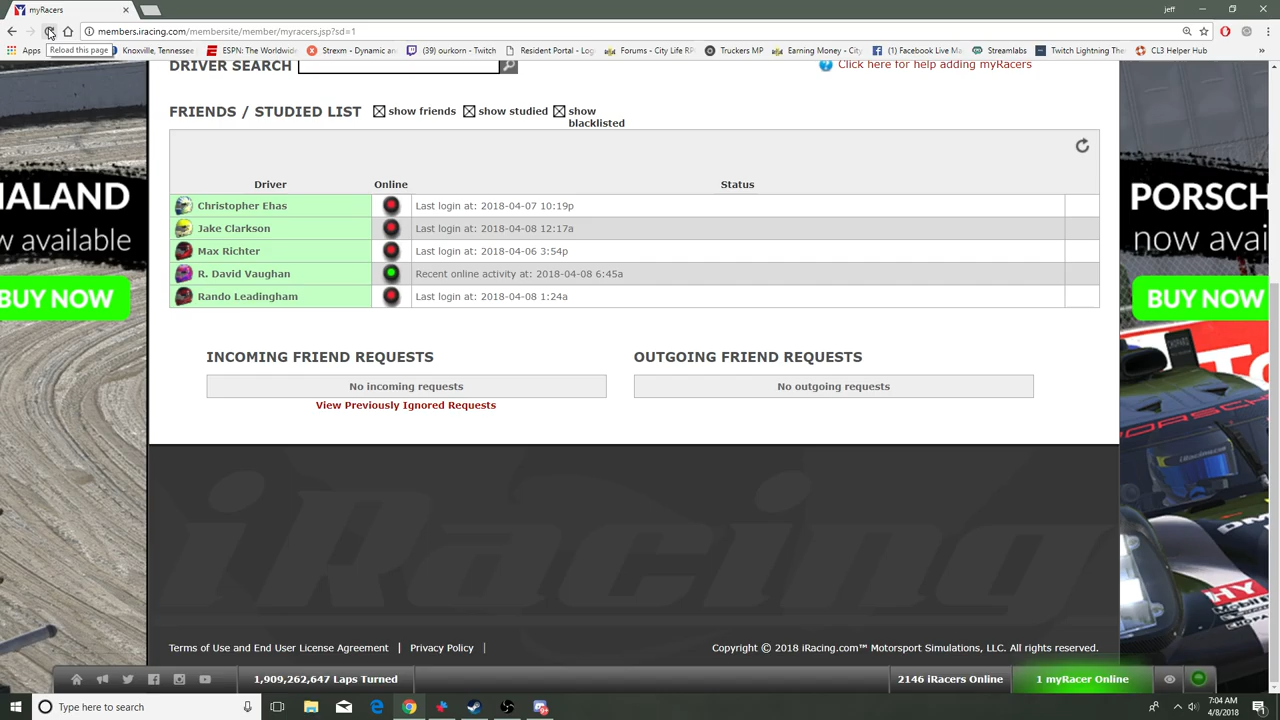 myRacers
jeff
members.iracing.com/membersite/member/myracers.jsp?sd=1
Apps
Reload this page
Knoxville, Tennessee
ESPN: The Worldwide
Strexm - Dynamic an
(39) ourkon - Twitch
Resident Portal - Log
Forums - City Life RP
Truckers MP
Earning Money - City
(1) Facebook Live
Streamlabs
Twitch Lightning The
CL3 Helper Hub
DRIVER SEARCH
Click here for help adding myRacers
FRIENDS / STUDIED LIST
show friends
show studied
show
blacklisted
Driver Online Status
Christopher Ehas Last login at: 2018-04-07 10:19p
Jake Clarkson Last login at: 2018-04-08 12:17a
Max Richter Last login at: 2018-04-06 3:54p
R. David Vaughan Recent online activity at: 2018-04-08 6:45a
Rando Leadingham Last login at: 2018-04-08 1:24a
INCOMING FRIEND REQUESTS
No incoming requests
View Previously Ignored Requests
OUTGOING FRIEND REQUESTS
No outgoing requests
ALAND
w available
BUY NOW
PORSCH
now avai
BUY NOW
PORSCHE
iRacing
Terms of Use and End User License Agreement | Privacy Policy |
Copyright © 2018 iRacing.com™ Motorsport Simulations, LLC. All rights reserved.
1,909,262,647 Laps Turned
2146 iRacers Online
1 myRacer Online
Type here to search
7:04 AM
4/8/2018